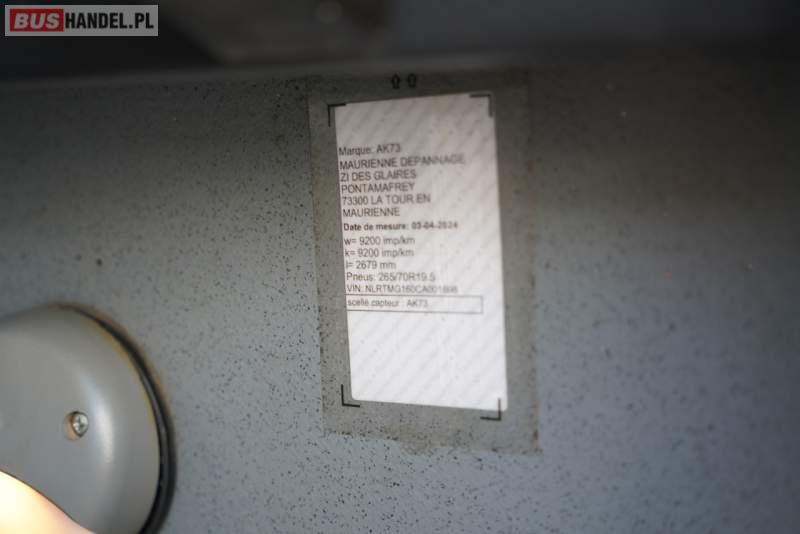 BUSHANDEL.PL
Marque: AK73
MAURIENNE DEPANNAGE
ZI DES GLAIRES
PONTAMAFREY
73300 LA TOUR EN
MAURIENNE
Date de mesure: 03-04-2024
w= 9200 imp/km
k= 9200 imp/km
l= 2679 mm
Pneus: 265/70R19.5
VIN:
scellé capteur : AK73